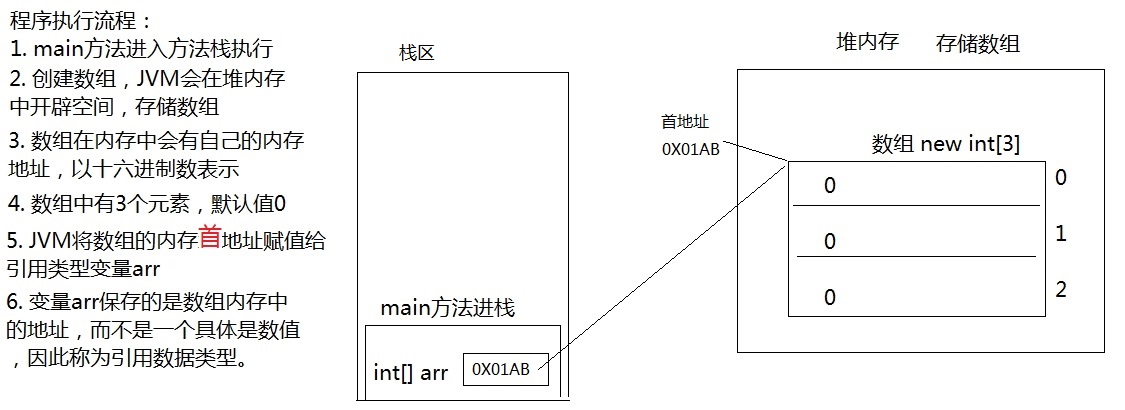 程序执行流程：
1. main方法进入方法栈执行
2. 创建数组，JVM会在堆内存
中开辟空间，存储数组
3. 数组在内存中会有自己的内存
地址，以十六进制数表示
4. 数组中有3个元素，默认值0
5. JVM将数组的内存首地址赋值给
引用类型变量arr
6. 变量arr保存的是数组内存中
的地址，而不是一个具体是数值
，因此称为引用数据类型。
栈区
main方法进栈
int[] arr 0X01AB
堆内存 存储数组
首地址
0X01AB
数组 new int[3]
0 0
0 1
0 2